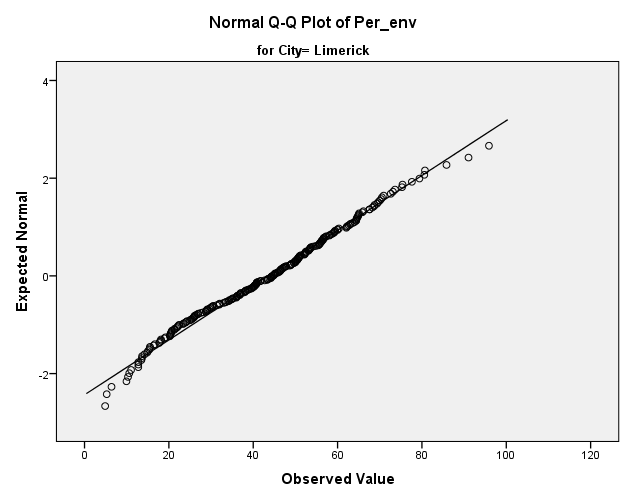 Normal Q-Q Plot of Per_env
for City= Limerick
4
2
0
-2
Expected Normal
0 20 40 60 80 100 120
Observed Value